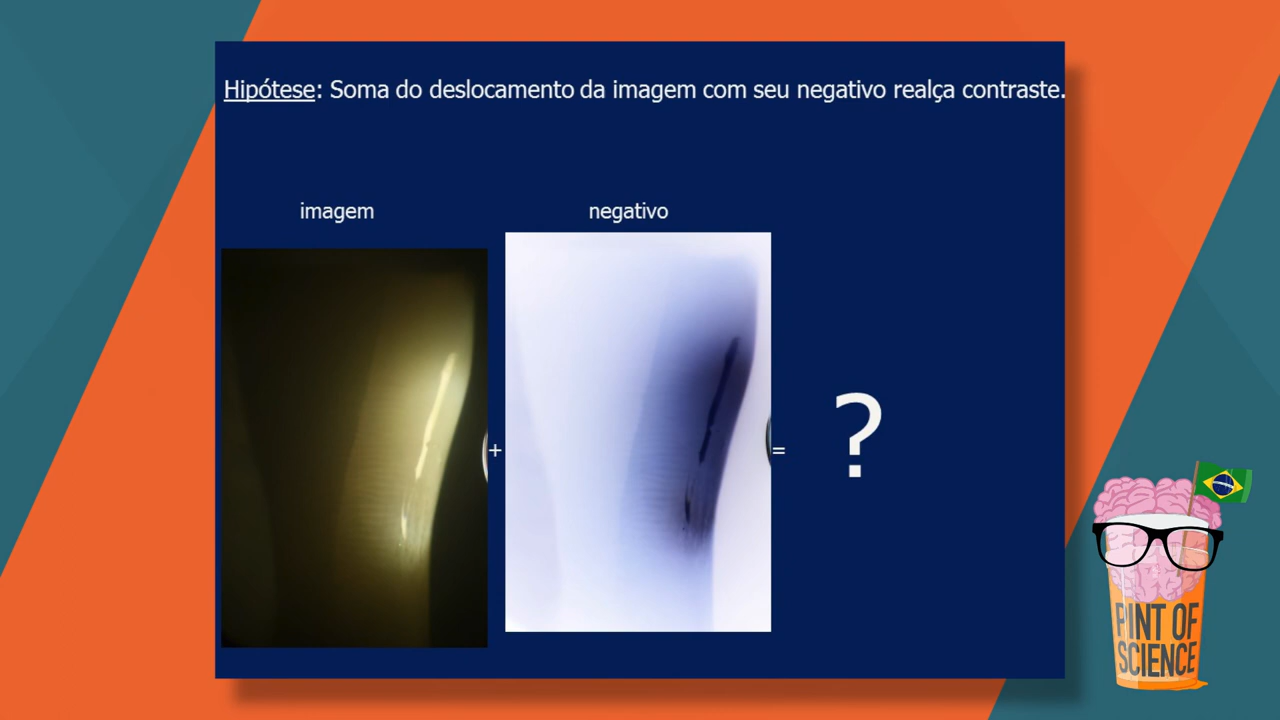 Hipótese: Soma do deslocamento da imagem com seu negativo realça contraste.
imagem
negativo
+
=
?
PINT OF
SCIENCE